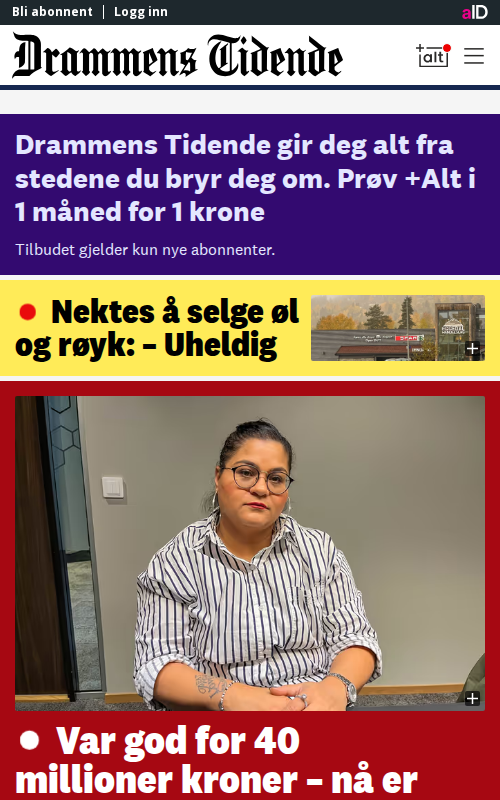 Bli abonnent | Logg inn
aID
Drammens Tidende
+alt
Drammens Tidende gir deg alt fra
stedene du bryr deg om. Prøv +Alt i
1 måned for 1 krone
Tilbudet gjelder kun nye abonnenter.
Nektes å selge øl
og røyk: – Uheldig
SPAR
Var god for 40
millioner kroner – nå er